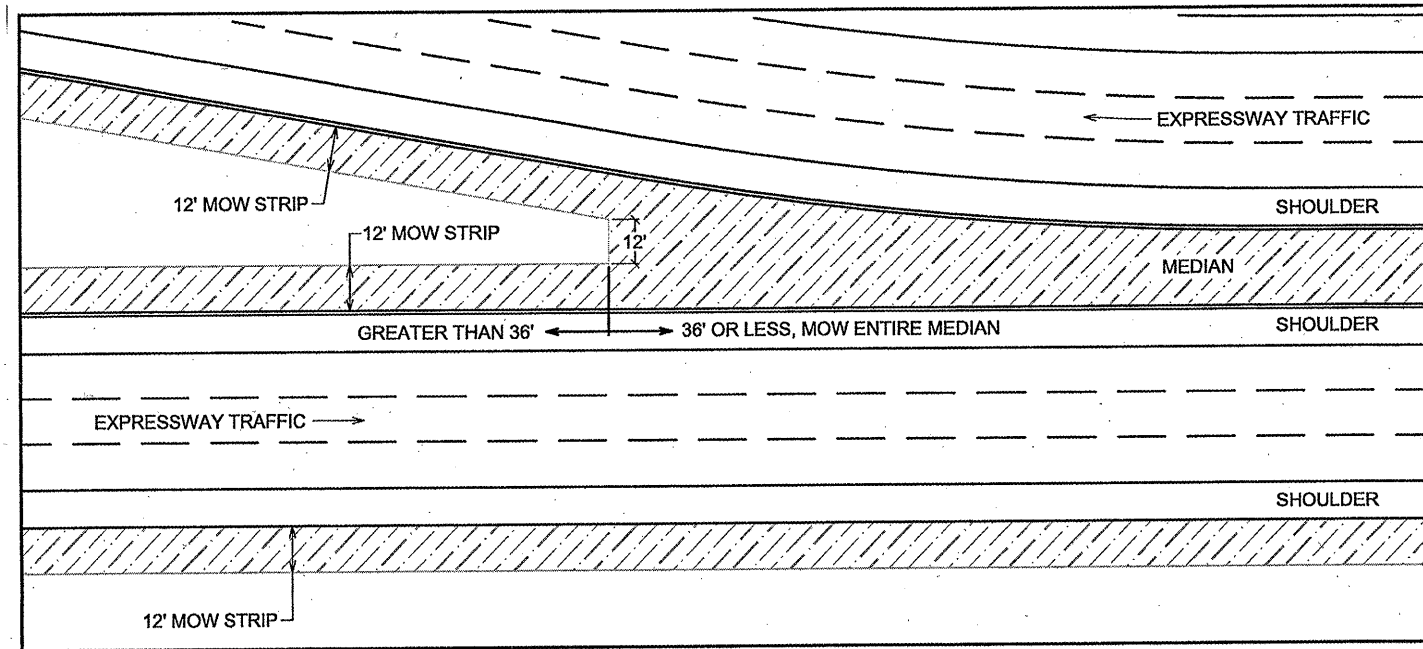 EXPRESSWAY TRAFFIC
12' MOW STRIP
SHOULDER
12' MOW STRIP
12'
MEDIAN
GREATER THAN 36'
36' OR LESS, MOW ENTIRE MEDIAN
SHOULDER
EXPRESSWAY TRAFFIC
SHOULDER
12' MOW STRIP